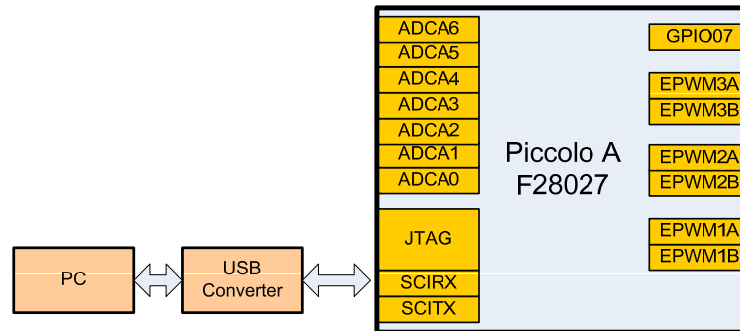 ADCA6
ADCA5
ADCA4
ADCA3
ADCA2
ADCA1
ADCA0
JTAG
SCIRX
SCITX
Piccolo A
F28027
GPIO07
EPWM3A
EPWM3B
EPWM2A
EPWM2B
EPWM1A
EPWM1B
PC
USB
Converter